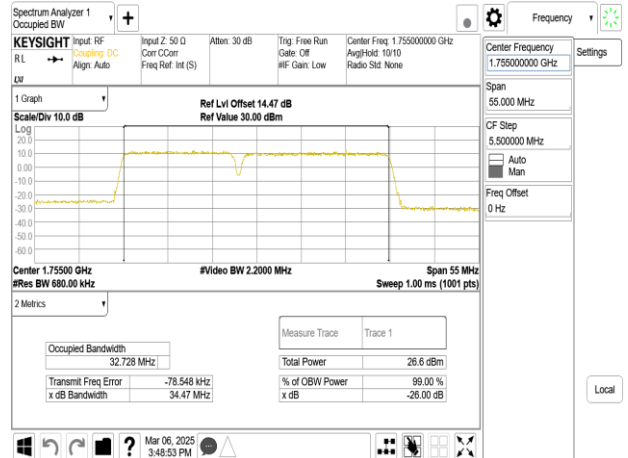 Spectrum Analyzer 1
Occupied BW
+
Frequency
KEYSIGHT
RL
LXI
Input: RF
Coupling: DC
Align: Auto
Input Z: 50 Ω
Corr CCorr
Freq Ref: Int (S)
Atten: 30 dB
Trig: Free Run
Gate: Off
#IF Gain: Low
Center Freq: 1.755000000 GHz
Avg|Hold: 10/10
Radio Std: None
Center Frequency
1.755000000 GHz
Settings
Span
55.000 MHz
CF Step
5.500000 MHz
Auto
Man
Freq Offset
0 Hz
1 Graph
Scale/Div 10.0 dB
Ref Lvl Offset 14.47 dB
Ref Value 30.00 dBm
Log
20.0
10.0
0.00
-10.0
-20.0
-30.0
-40.0
-50.0
-60.0
Center 1.75500 GHz
#Video BW 2.2000 MHz
Span 55 MHz
#Res BW 680.00 kHz
Sweep 1.00 ms (1001 pts)
2 Metrics
Measure Trace Trace 1
Occupied Bandwidth
32.728 MHz
Total Power 26.6 dBm
Transmit Freq Error -78.548 kHz
% of OBW Power 99.00 %
x dB Bandwidth 34.47 MHz
x dB -26.00 dB
Local
?
Mar 06, 2025
3:48:53 PM